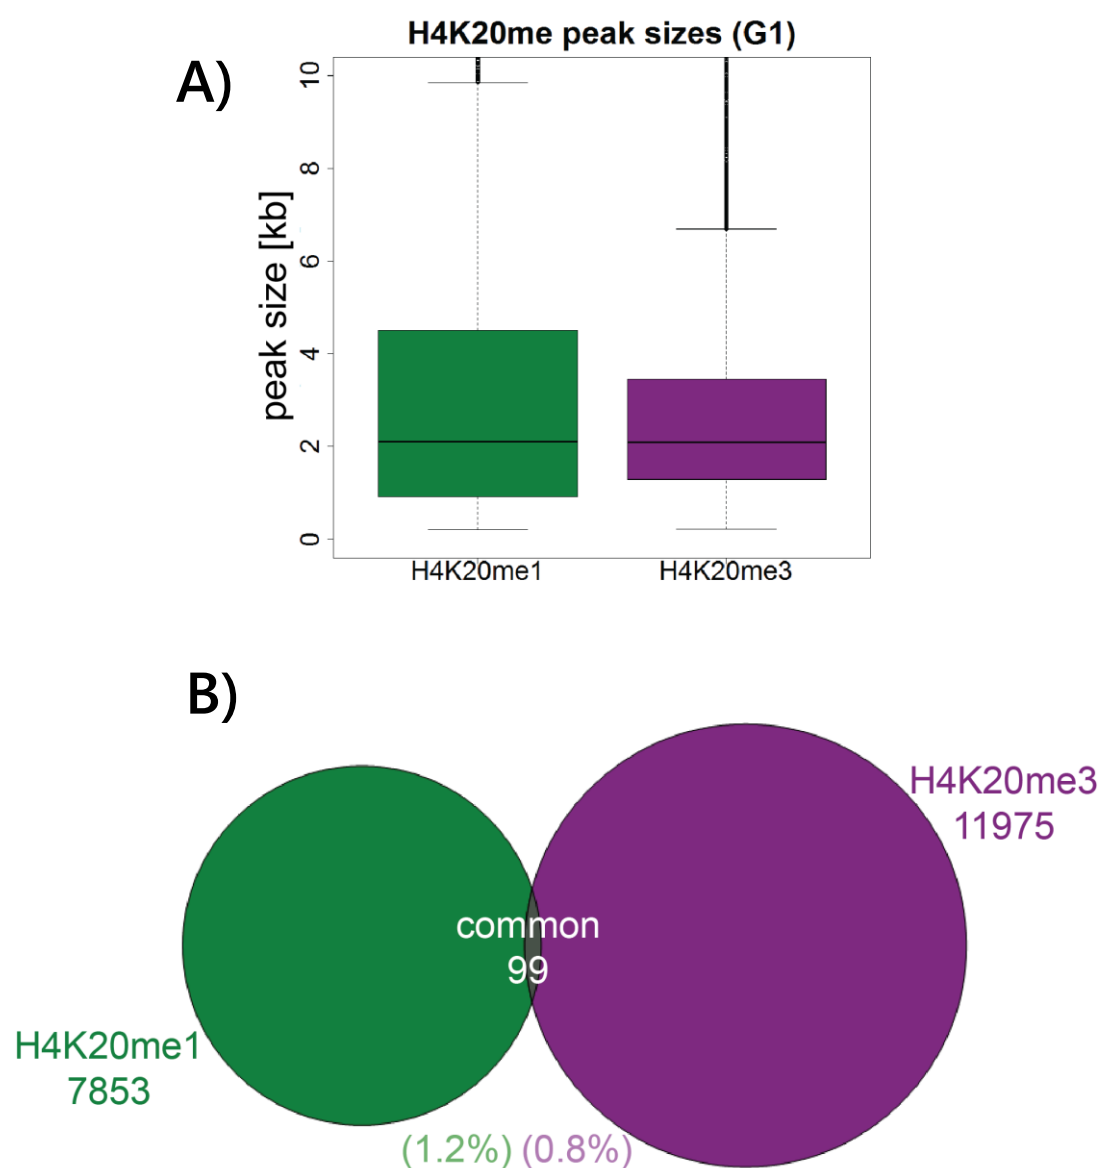 H4K20me peak sizes (G1)
A)
peak size [kb]
10
8
6
4
2
0
H4K20me1 H4K20me3
B)
H4K20me3
11975
common
99
H4K20me1
7853
(1.2%) (0.8%)